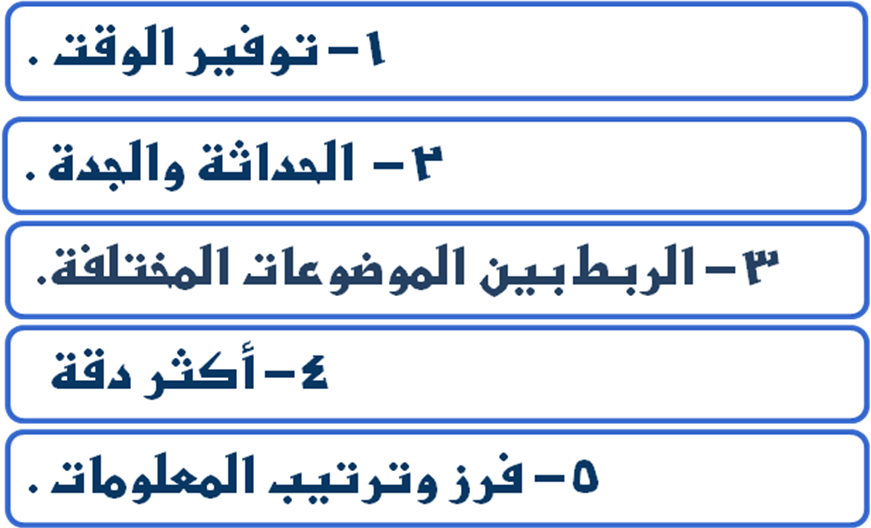 ١- توفير الوقت .
٢- الحداثة والجدة .
٣- الربط بين الموضوعات المختلفة.
٤- أكثر دقة
٥- فرز وترتيب المعلومات .